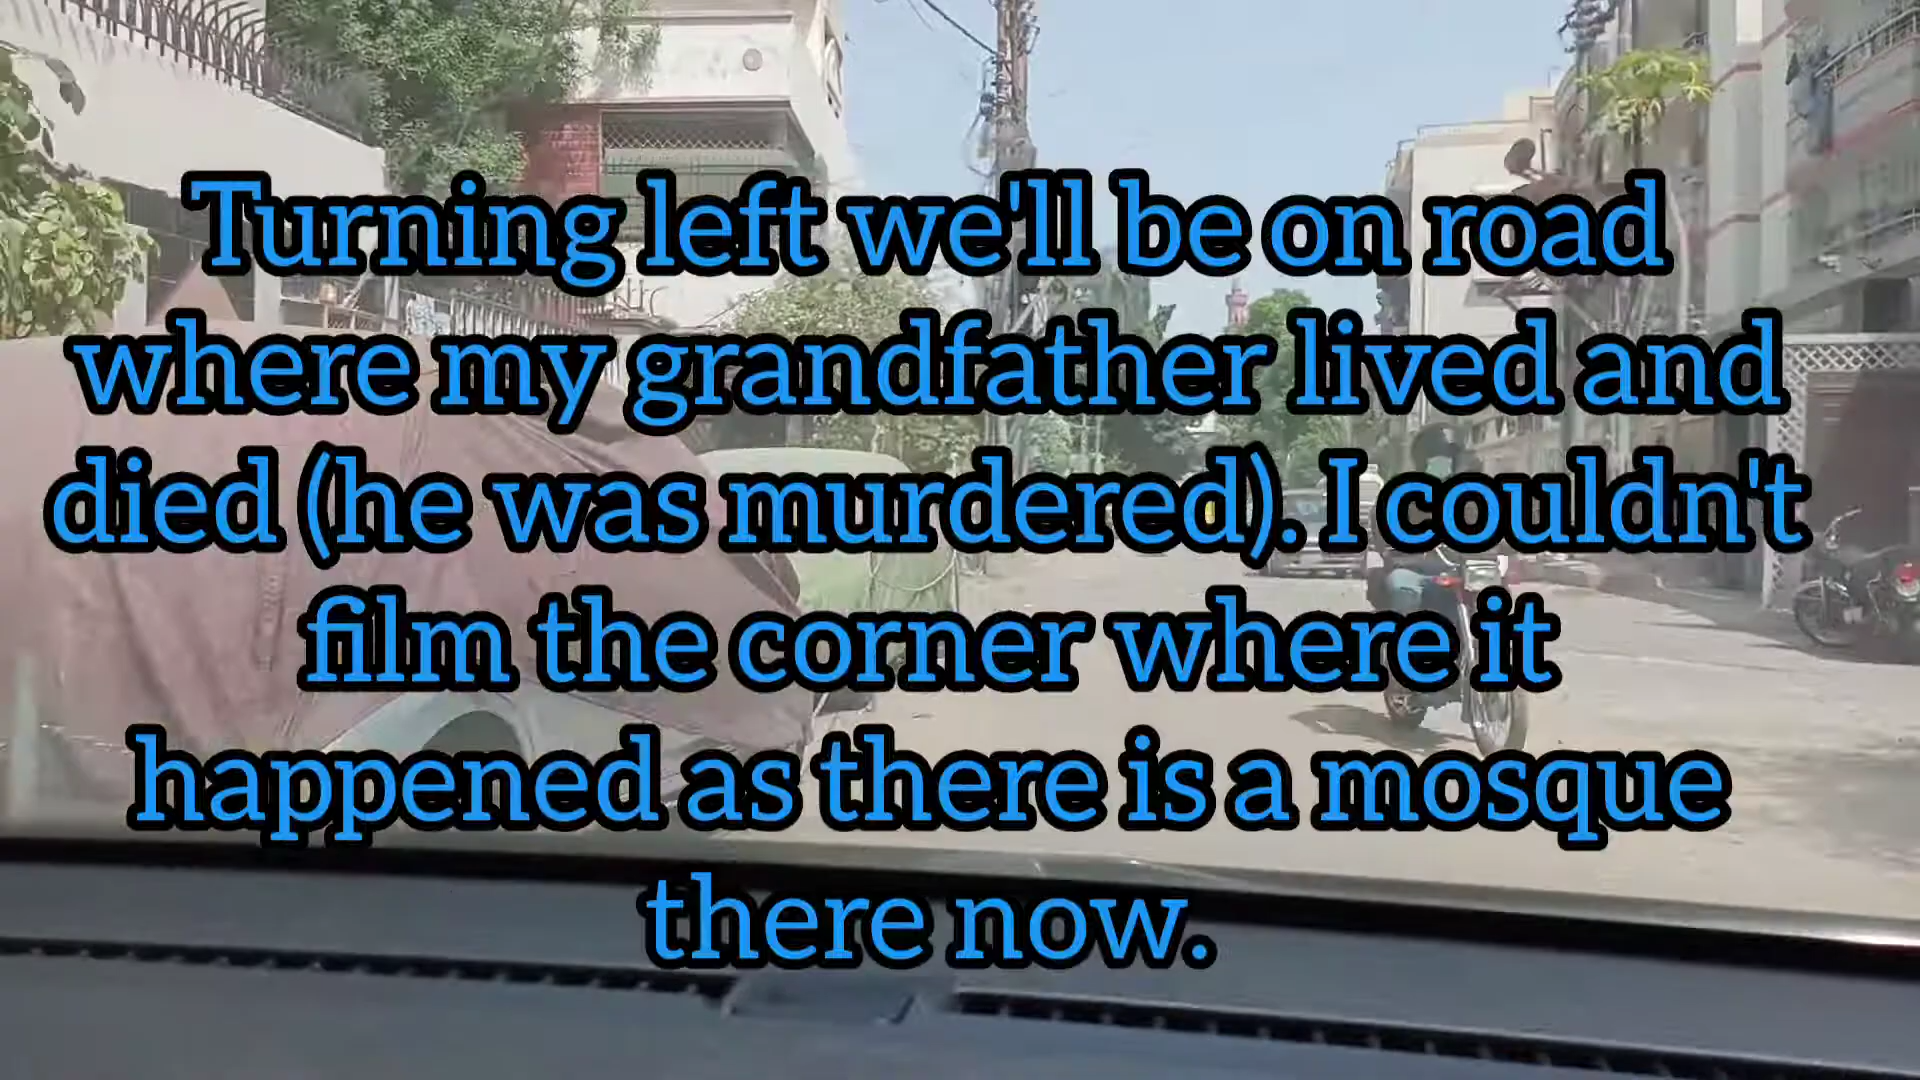 Turning left we'll be on road
where my grandfather lived and
died (he was murdered). I couldn't
film the corner where it
happened as there is a mosque
there now.